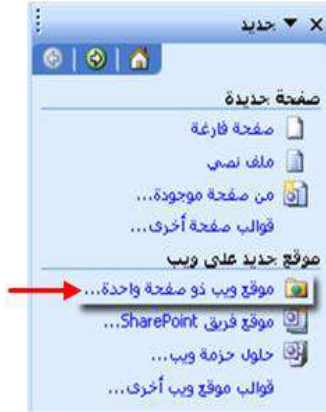 جديد
صفحة جديدة
صفحة فارغة
ملف نصي
من صفحة موجودة...
قوالب صفحة أخرى...
موقع جديد على ويب
موقع ويب ذو صفحة واحدة...
موقع فريق SharePoint...
حلول حزمة ويب...
قوالب موقع ويب أخرى...